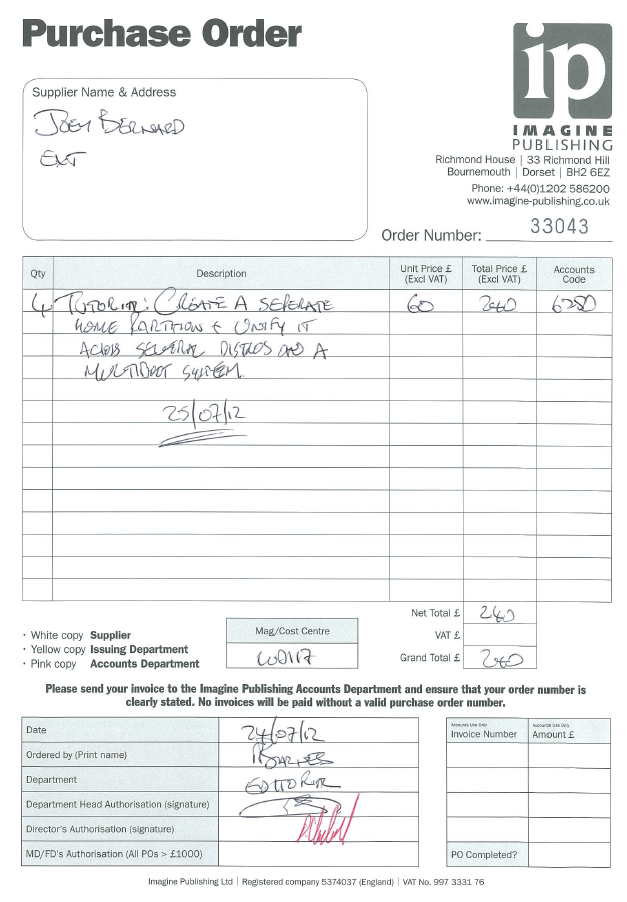 Purchase Order
ip
IMAGINE
PUBLISHING
Richmond House | 33 Richmond Hill
Bournemouth | Dorset | BH2 6EZ
Phone: +44(0)1202 586200
www.imagine-publishing.co.uk
Supplier Name & Address
JOEY BERNARD
EXT
Order Number: 33043
Qty Description Unit Price £ (Excl VAT) Total Price £ (Excl VAT) Accounts Code
4 TUTORIAL: CREATE A SEPERATE 60 240 6280
HOME PARTITION & UNIFY IT
ACROSS SEVERAL DISTROS AND A
MULTIBOOT SYSTEM.
25/07/12
Net Total £ 240
VAT £
Grand Total £ 240
· White copy Supplier
· Yellow copy Issuing Department
· Pink copy Accounts Department
Mag/Cost Centre
LUD117
Please send your invoice to the Imagine Publishing Accounts Department and ensure that your order number is
clearly stated. No invoices will be paid without a valid purchase order number.
Date 24/07/12
Ordered by (Print name) R BARNES
Department EDITORIAL
Department Head Authorisation (signature)
Director's Authorisation (signature)
MD/FD's Authorisation (All POs > £1000)
Accounts Use Only Accounts Use Only
Invoice Number Amount £
PO Completed?
Imagine Publishing Ltd | Registered company 5374037 (England) | VAT No. 997 3331 76